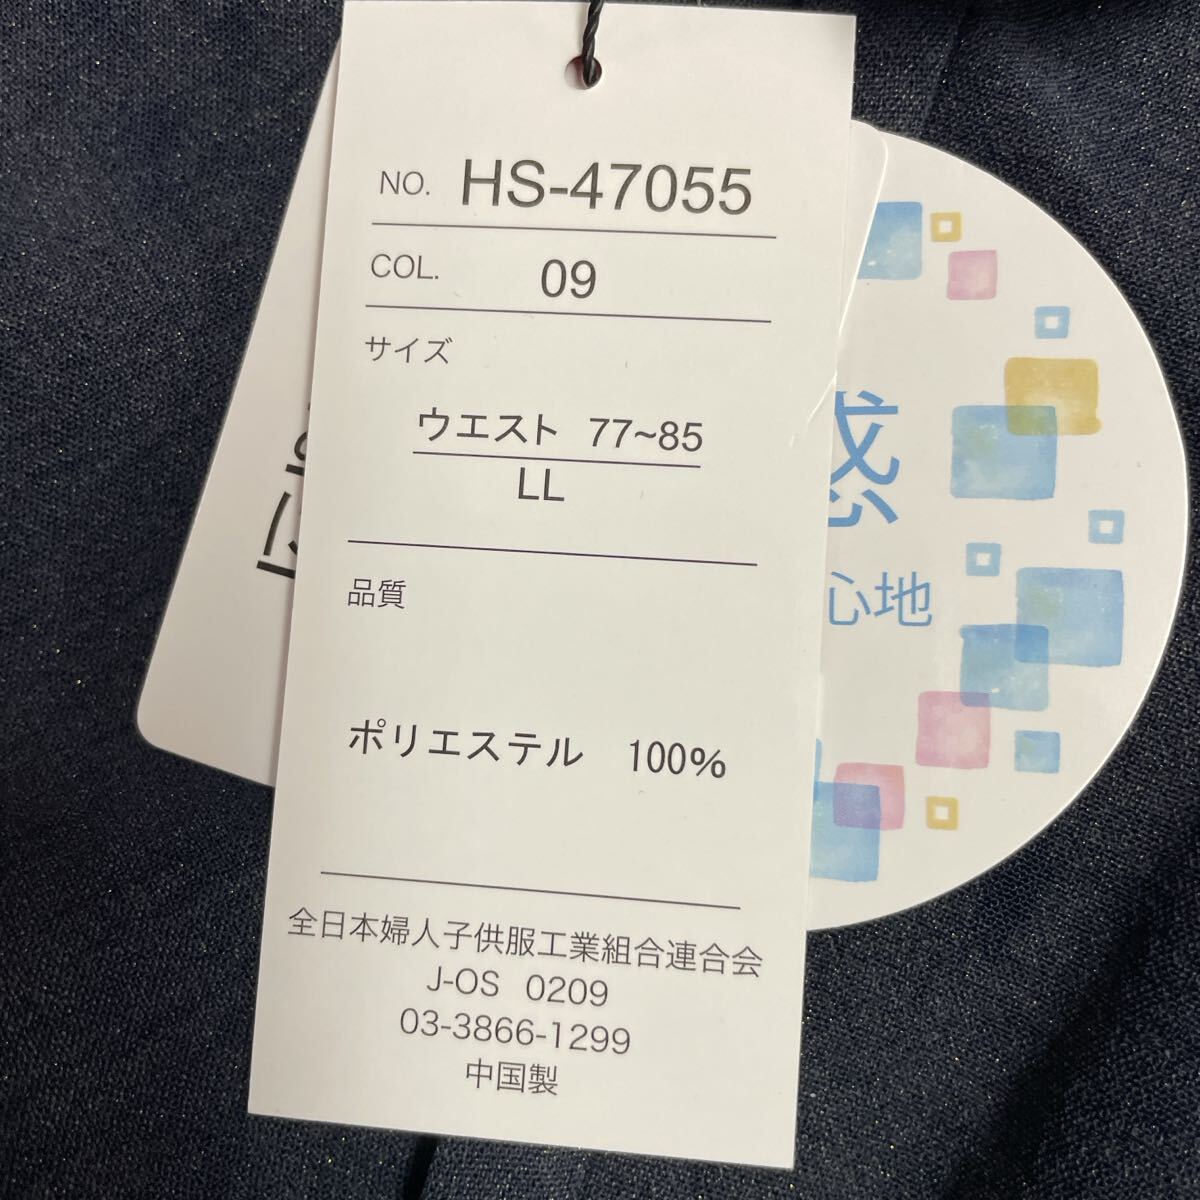 NO. HS-47055
COL. 09
サイズ
ウエスト 77~85
LL
品質
ポリエステル 100%
全日本婦人子供服工業組合連合会
J-OS 0209
03-3866-1299
中国製
感
心地